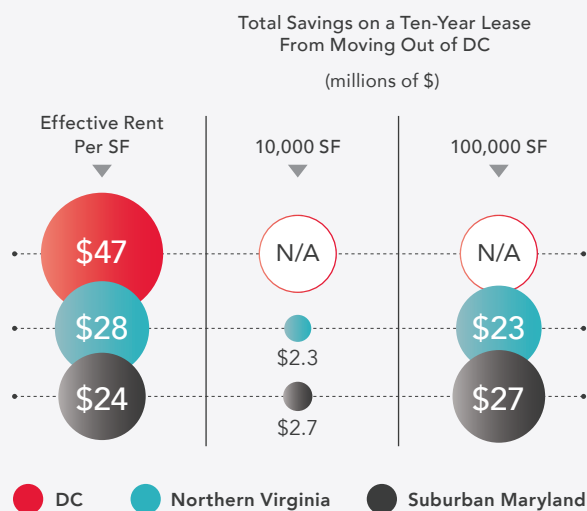 Total Savings on a Ten-Year Lease
From Moving Out of DC
(millions of $)
Effective Rent
Per SF
10,000 SF
100,000 SF
$47
N/A
N/A
$28
$2.3
$23
$24
$2.7
$27
DC
Northern Virginia
Suburban Maryland